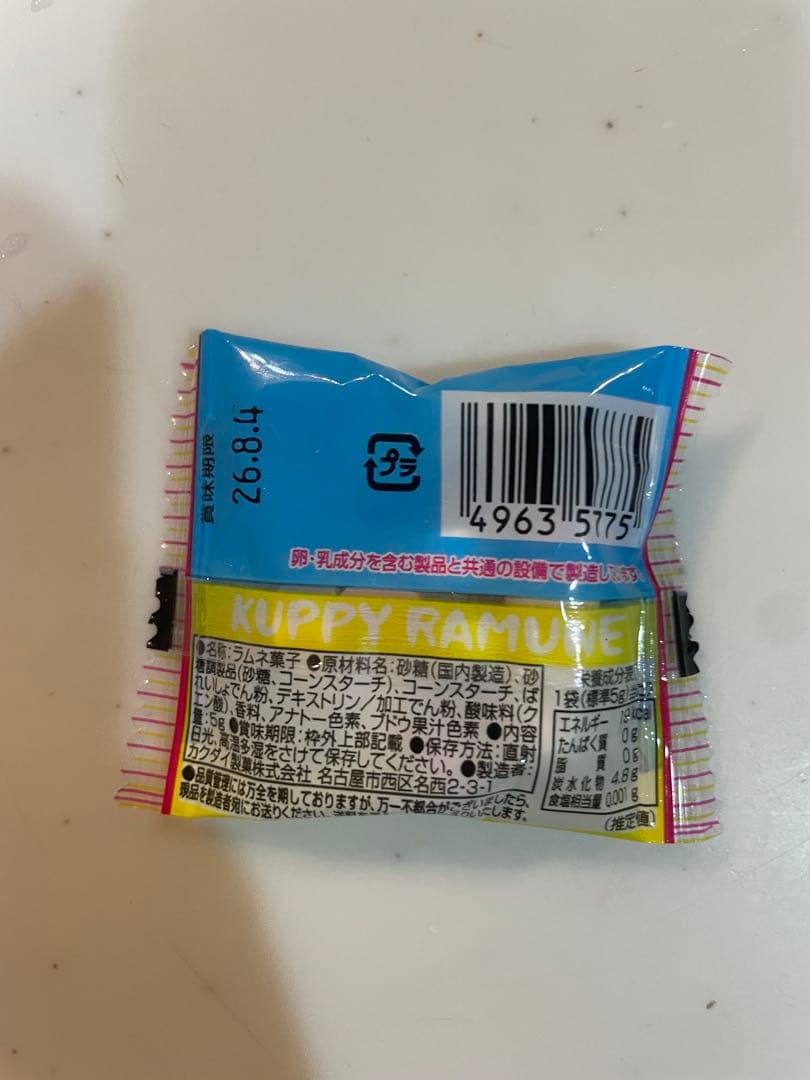 賞味期限
26.8.4
プラ
4963 5775
卵・乳成分を含む製品と共通の設備で製造しています
KUPPY RAMUNE
●名称:ラムネ菓子 ●原材料名:砂糖(国内製造)、砂
糖調製品(砂糖、コーンスターチ)、コーンスターチ、ば
れいしょでん粉、デキストリン/加工でん粉、酸味料(ク
エン酸)、香料、アナトー色素、ブドウ果汁色素 ●内容
量:5g ●賞味期限:枠外上部記載 ●保存方法:直射
日光、高温多湿をさけて保存してください。●製造者:
カクダイ製菓株式会社 名古屋市西区名西2-3-1
栄養成分表
1袋(標準5g)
エネルギー kcal
たんぱく質 0g
脂質 0g
炭水化物 4.8g
食塩相当量 0.001g
(推定値)
●品質管理には万全を期しておりますが、万一不都合がございましたら、
現品を製造者宛にお送りください。
いたします。